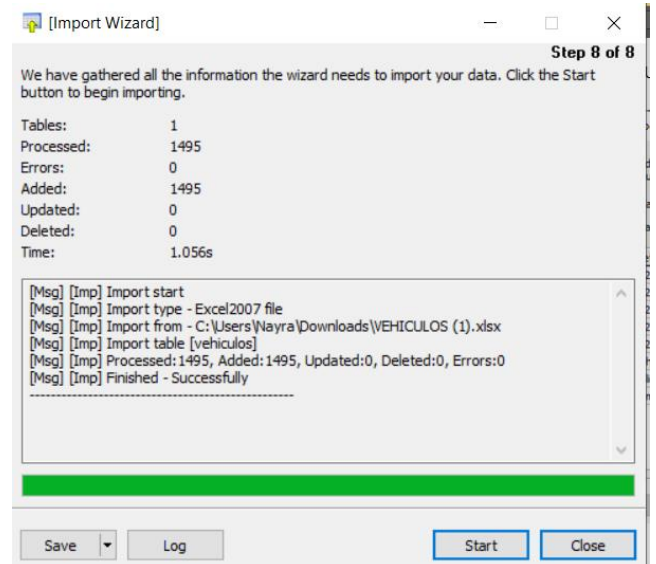 [Import Wizard]
Step 8 of 8
We have gathered all the information the wizard needs to import your data. Click the Start
button to begin importing.
Tables: 1
Processed: 1495
Errors: 0
Added: 1495
Updated: 0
Deleted: 0
Time: 1.056s
[Msg] [Imp] Import start
[Msg] [Imp] Import type - Excel2007 file
[Msg] [Imp] Import from - C:\Users\Nayra\Downloads\VEHICULOS (1).xlsx
[Msg] [Imp] Import table [vehiculos]
[Msg] [Imp] Processed:1495, Added:1495, Updated:0, Deleted:0, Errors:0
[Msg] [Imp] Finished - Successfully
--------------------------------------------------
Save Log Start Close